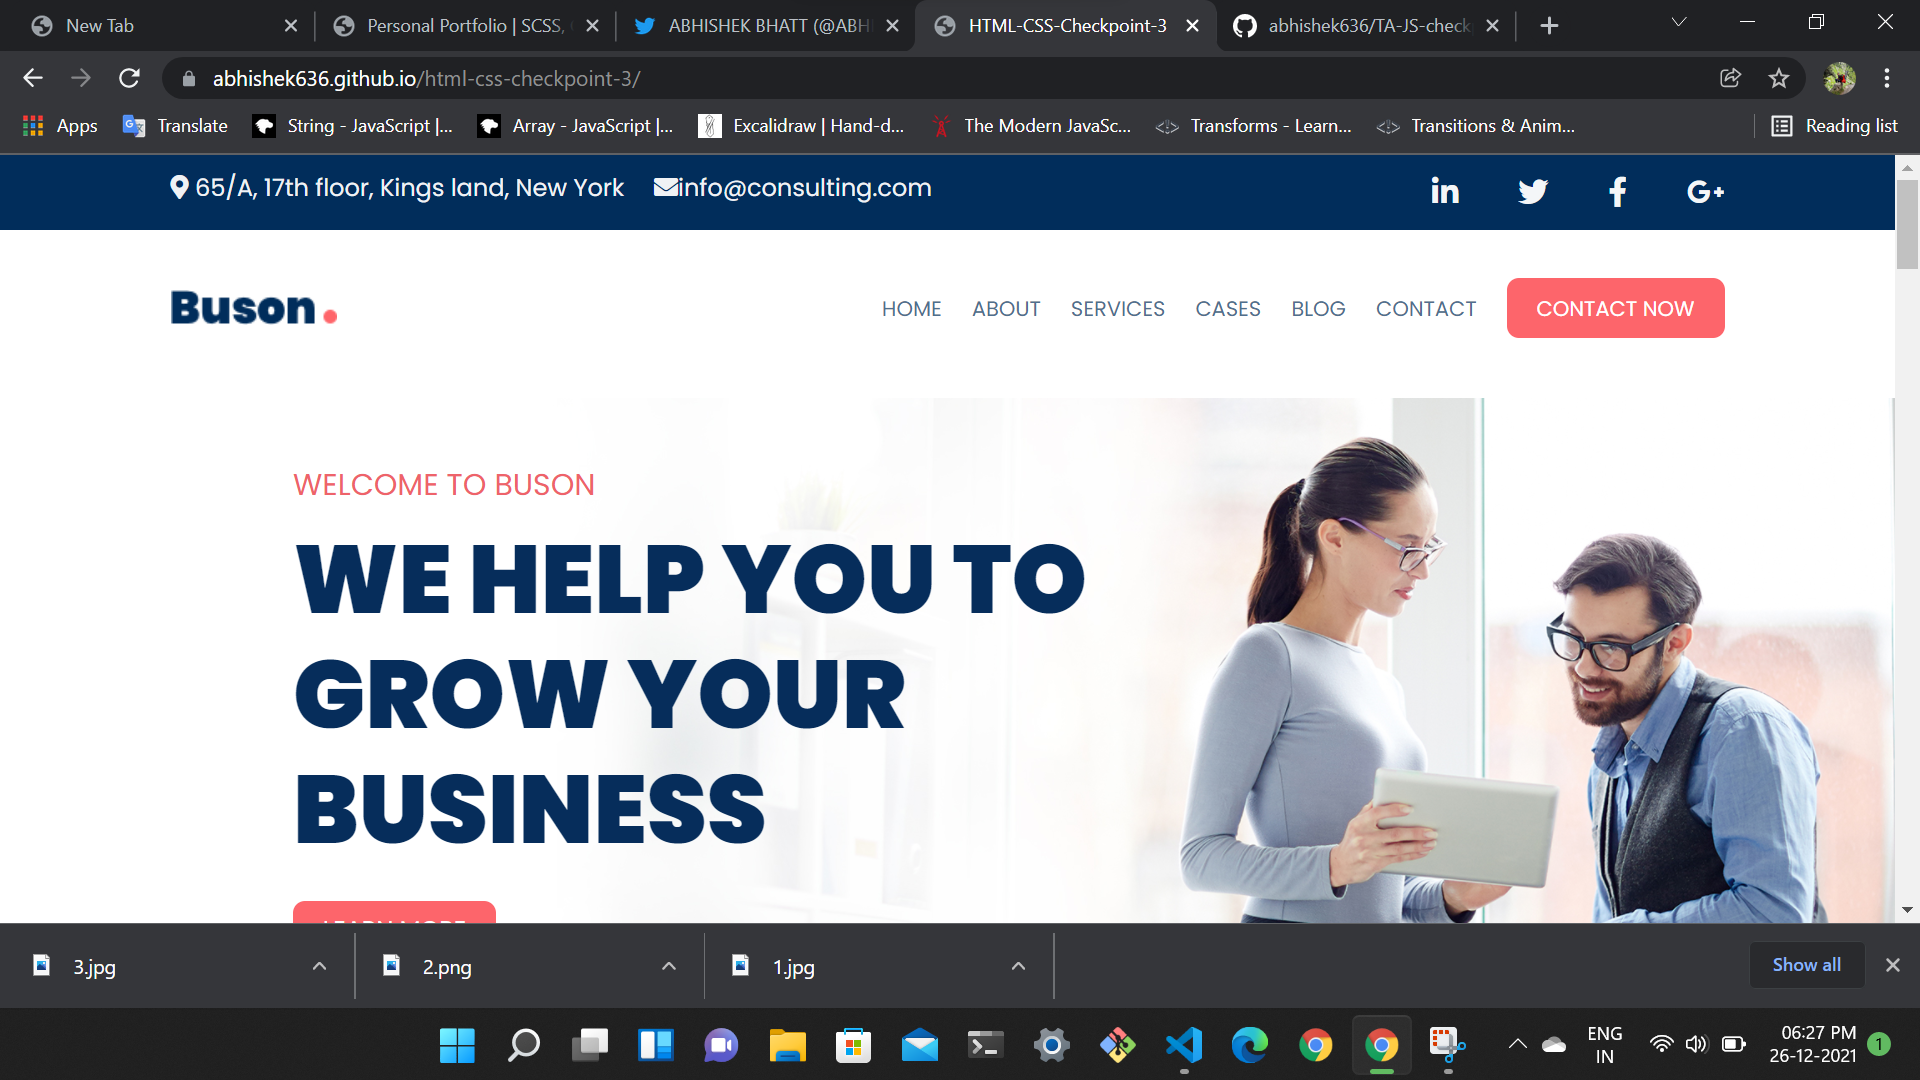 New Tab
Personal Portfolio | SCSS,
ABHISHEK BHATT (@ABHI
HTML-CSS-Checkpoint-3
abhishek636/TA-JS-check
abhishek636.github.io/html-css-checkpoint-3/
Apps
Translate
String - JavaScript |...
Array - JavaScript |...
Excalidraw | Hand-d...
The Modern JavaSc...
Transforms - Learn...
Transitions & Anim...
Reading list
65/A, 17th floor, Kings land, New York
info@consulting.com
Buson.
HOME
ABOUT
SERVICES
CASES
BLOG
CONTACT
CONTACT NOW
WELCOME TO BUSON
WE HELP YOU TO
GROW YOUR
BUSINESS
LEARN MORE
3.jpg
2.png
1.jpg
Show all
ENG
IN
06:27 PM
26-12-2021
1